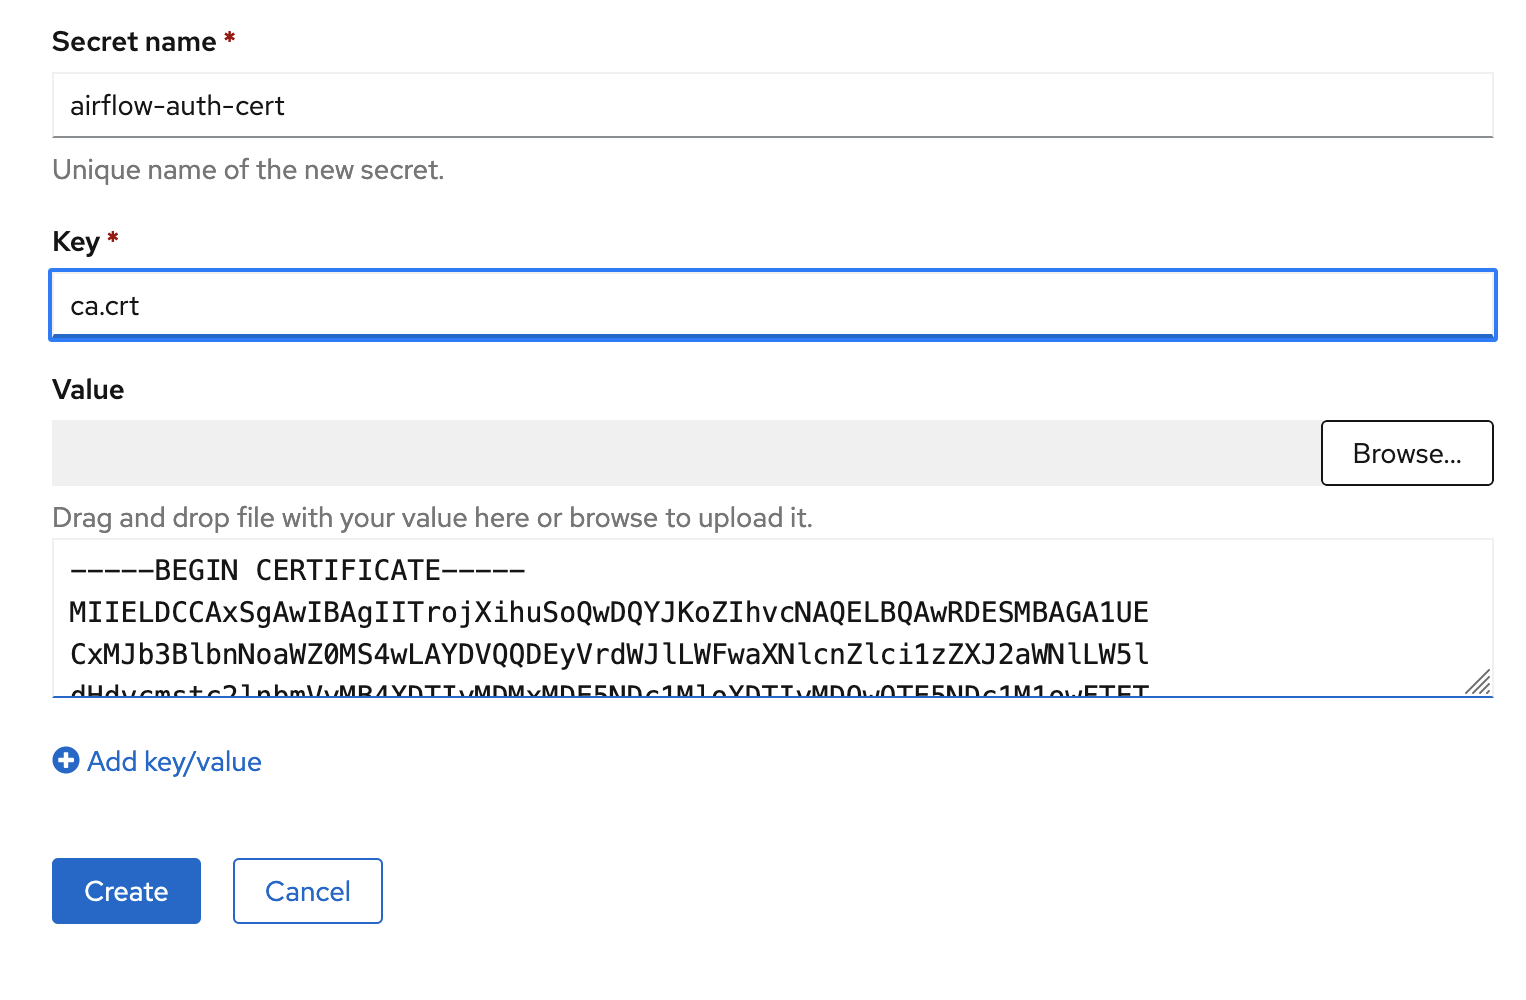 Secret name *
airflow-auth-cert
Unique name of the new secret.
Key *
ca.crt
Value
Browse...
Drag and drop file with your value here or browse to upload it.
-----BEGIN CERTIFICATE-----
MIIELDCCAxSgAwIBAgIITrojXihuSoQwDQYJKoZIhvcNAQELBQAwRDESMBAGA1UE
CxMJb3BlbnNoaWZ0MS4wLAYDVQQDEyVrdWJlLWFwaXNlcnZlci1zZXJ2aWNlLW5l
Add key/value
Create
Cancel